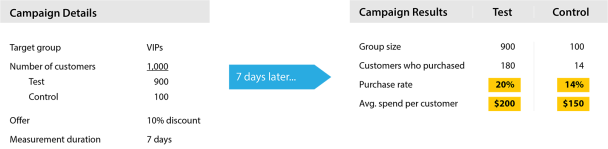 Campaign Details
Target group VIPs
Number of customers 1,000
Test 900
Control 100
Offer 10% discount
Measurement duration 7 days
7 days later...
Campaign Results Test Control
Group size 900 100
Customers who purchased 180 14
Purchase rate 20% 14%
Avg. spend per customer $200 $150